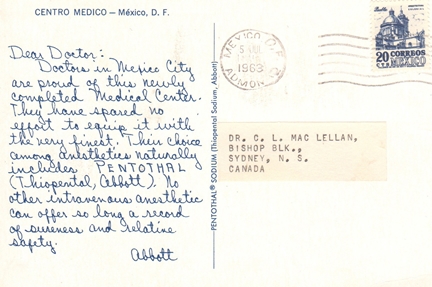 CENTRO MEDICO – México, D. F.
Dear Doctor:
Doctors in Mexico City
are proud of this newly
completed Medical Center.
They have spared no
effort to equip it with
the very finest. Their choice
among anesthetics naturally
includes PENTOTHAL
(Thiopental, Abbott). No
other intravenous anesthetic
can offer so long a record
of sureness and relative
safety.
Abbott
PENTOTHAL® SODIUM (Thiopental Sodium, Abbott)
MEXICO
1963
20 CORREOS
MEXICO
DR. C. L. MAC LELLAN,
BISHOP BLK.,
SYDNEY, N. S.
CANADA